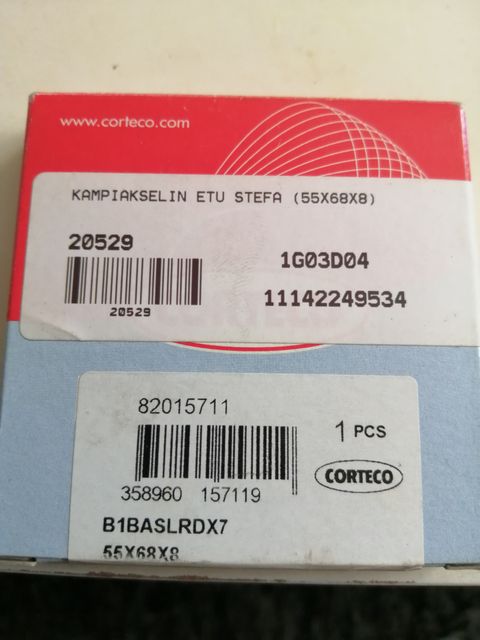 www.corteco.com
KAMPIAKSELIN ETU STEFA (55X68X8)
20529
1G03D04
20529
11142249534
82015711
1 PCS
358960 157119
CORTECO
B1BASLRDX7
55X68X8